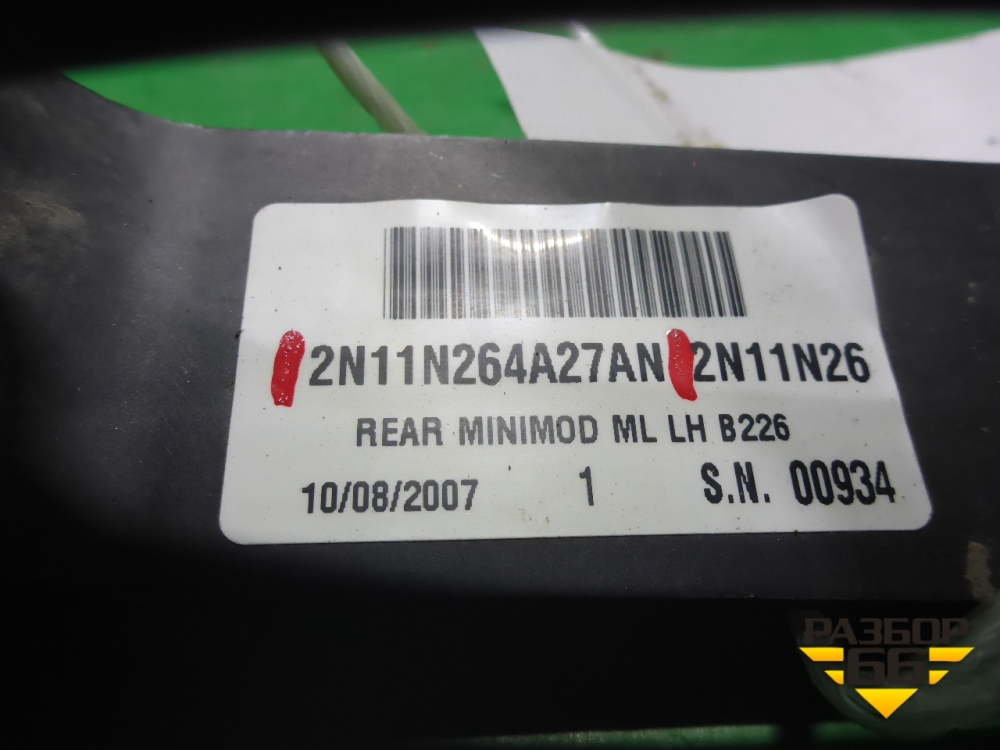 2N11N264A27AN 2N11N26
REAR MINIMOD ML LH B226
10/08/2007 1 S.N. 00934
РАЗБОР
66